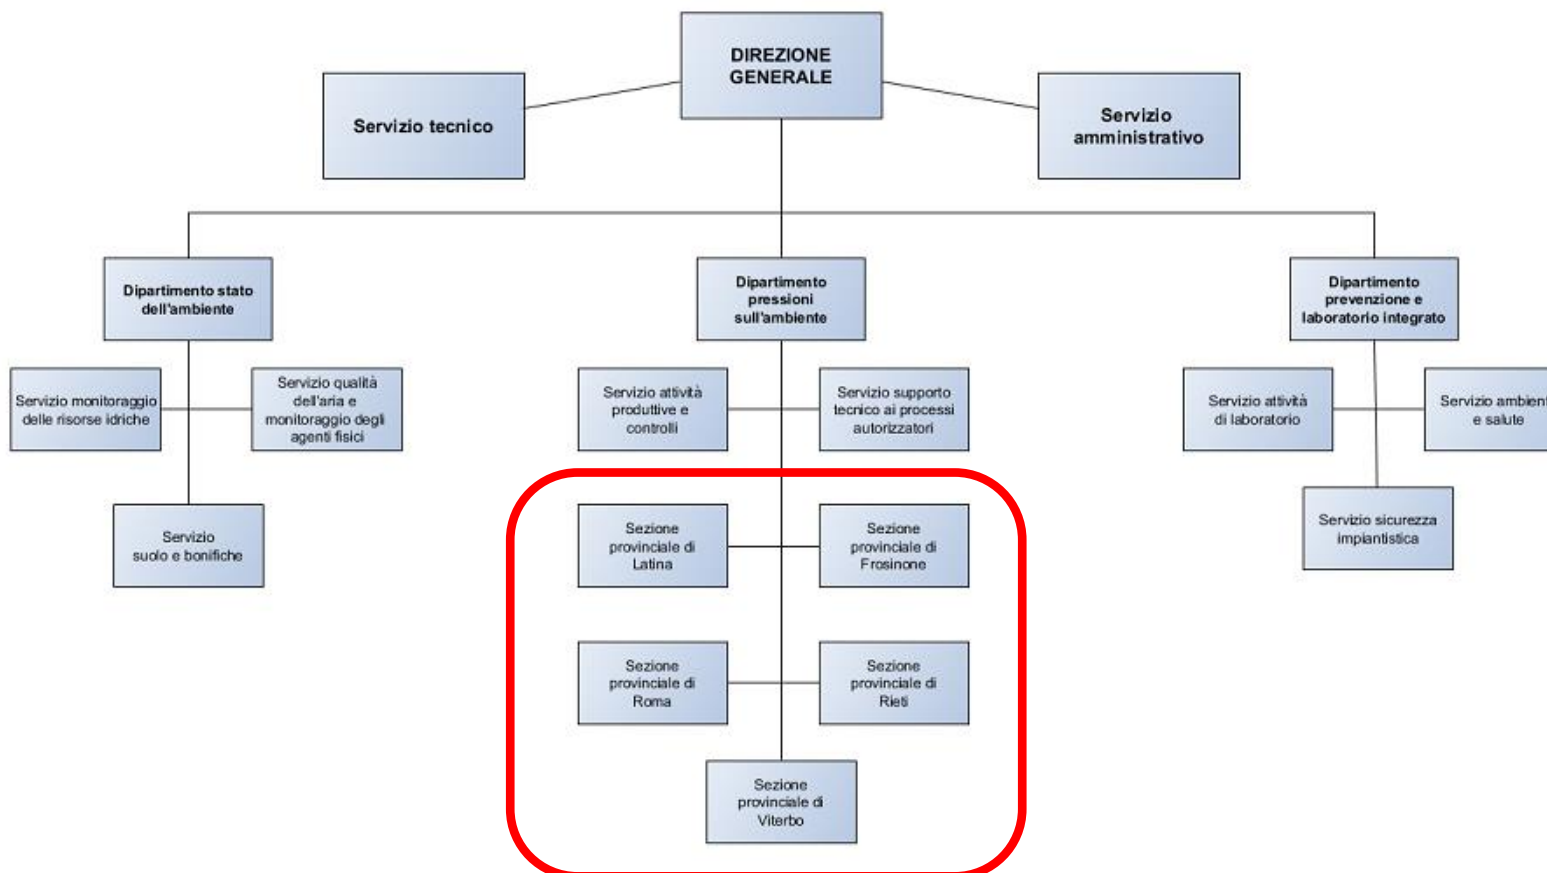 DIREZIONE
GENERALE
Servizio tecnico
Servizio
amministrativo
Dipartimento stato
dell'ambiente
Dipartimento
pressioni
sull'ambiente
Dipartimento
prevenzione e
laboratorio integrato
Servizio monitoraggio
delle risorse idriche
Servizio qualità
dell'aria e
monitoraggio degli
agenti fisici
Servizio attività
produttive e
controlli
Servizio supporto
tecnico ai processi
autorizzatori
Servizio attività
di laboratorio
Servizio ambient
e salute
Servizio
suolo e bonifiche
Sezione
provinciale di
Latina
Sezione
provinciale di
Frosinone
Servizio sicurezza
impiantistica
Sezione
provinciale di
Roma
Sezione
provinciale di
Rieti
Sezione
provinciale di
Viterbo